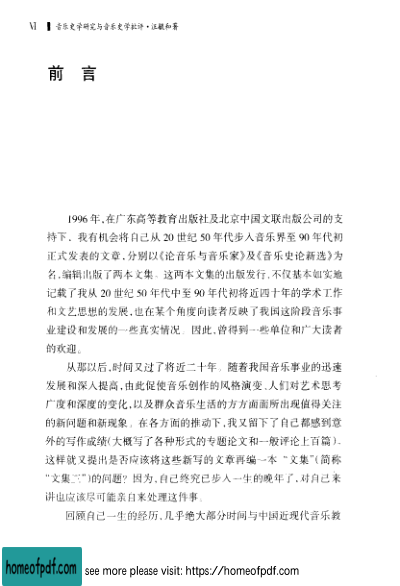 Ⅵ ▌ 音乐史学研究与音乐史学批评·汪毓和著
前 言
1996 年,在广东高等教育出版社及北京中国文联出版公司的支
持下，我有机会将自己从 20 世纪 50 年代步入音乐界至 90 年代初
正式发表的文章,分别以《论音乐与音乐家》及《音乐史论新选》为
名,编辑出版了两本文集。这两本文集的出版发行,不仅基本如实地
记载了我从 20 世纪 50 年代中至 90 年代初将近四十年的学术工作
和文艺思想的发展,也在某个角度向读者反映了我国这阶段音乐事
业建设和发展的一些真实情况。因此,曾得到一些单位和广大读者
的欢迎。
从那以后,时间又过了将近二十年。随着我国音乐事业的迅速
发展和深入提高,由此促使音乐创作的风格演变、人们对艺术思考
广度和深度的变化,以及群众音乐生活的方方面面所出现值得关注
的新问题和新现象。在各方面的推动下,我又留下了自己都感到意
外的写作成绩(大概写了各种形式的专题论文和一般评论上百篇)。
这样就又提出是否应该将这些新写的文章再编一本 “文集”(简称
“文集三”)的问题? 因为,自己终究已步入一生的晚年了,对自己来
讲也应该尽可能亲自来处理这件事。
回顾自己一生的经历,几乎绝大部分时间与中国近现代音乐教
homeofpdf.com
see more please visit: https://homeofpdf.com